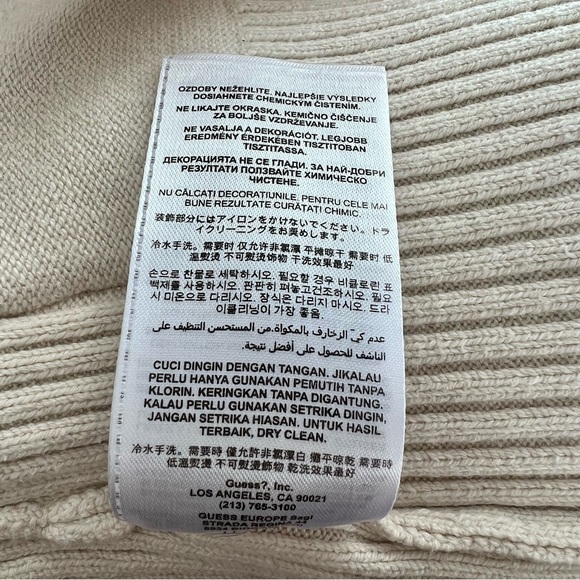 OZDOBY NEŽEHLITE. NAJLEPŠIE VÝSLEDKY
DOSIAHNETE CHEMICKÝM ČISTENÍM.
NE LIKAJTE OKRASKA. KEMIČNO ČIŠČENJE
ZA BOLJŠE VZDRŽEVANJE.
NE VASALJA A DEKORÁCIÓT. LEGJOBB
EREDMÉNY ÉRDEKÉBEN TISZTITOBAN
TISZTITASSA.
ДЕКОРАЦИЯТА НЕ СЕ ГЛАДИ. ЗА НАЙ-ДОБРИ
РЕЗУЛТАТИ ПОЛЗВАЙТЕ ХИМИЧЕСКО
ЧИСТЕНЕ.
NU CĂLCAȚI DECORAȚIUNILE. PENTRU CELE MAI
BUNE REZULTATE CURĂȚAȚI CHIMIC.
装飾部分にはアイロンをかけないでください。ドラ
イクリーニングをお奨めします。
冷水手洗。需要时 仅允许非氯漂 平摊晾干 需要时 低
温熨烫 不可熨烫饰物 干洗效果最好
손으로 찬물로 세탁하시오. 필요할 경우 비클로린 표
백제를 사용하시오. 판판히 펴놓고건조하시오. 필요
시 미온으로 다리시오. 장식은 다리지 마시오. 드라
이클리닝이 가장 좋음.
عدم كيّ الزخارف بالمكواة. من المستحسن التنظيف على
الناشف للحصول على أفضل نتيجة.
CUCI DINGIN DENGAN TANGAN. JIKALAU
PERLU HANYA GUNAKAN PEMUTIH TANPA
KLORIN. KERINGKAN TANPA DIGANTUNG.
KALAU PERLU GUNAKAN SETRIKA DINGIN,
JANGAN SETRIKA HIASAN. UNTUK HASIL
TERBAIK, DRY CLEAN.
冷水手洗。需要時 僅允許非氯漂白 攤平晾乾 需要時
低溫熨燙 不可熨燙飾物 乾洗效果最好
Guess?, Inc.
LOS ANGELES, CA 90021
(213) 765-3100
GUESS EUROPE Sagl
STRADA REGINA 44